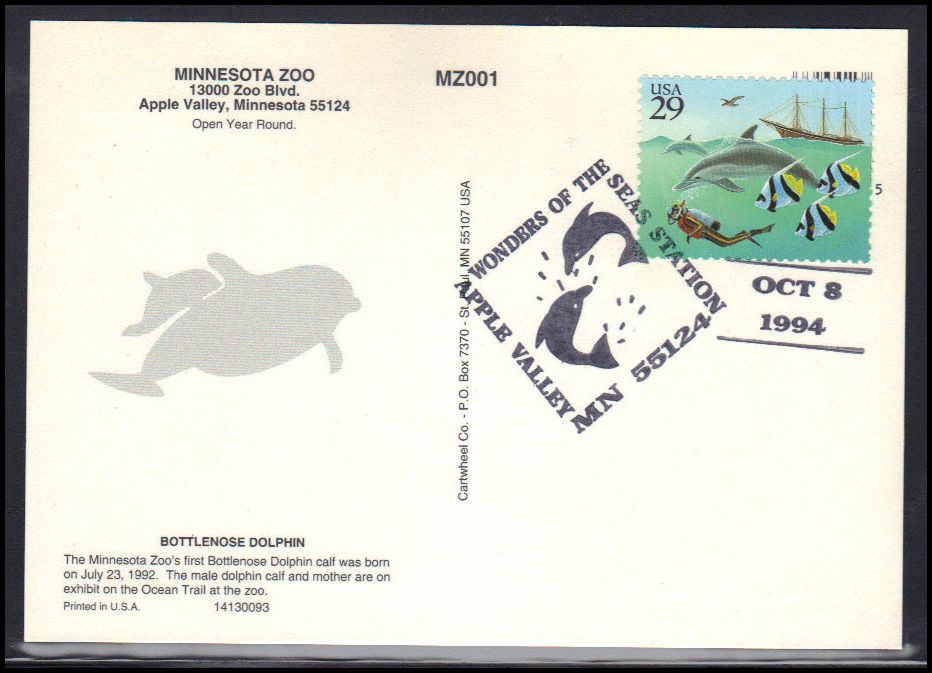 MINNESOTA ZOO
13000 Zoo Blvd.
Apple Valley, Minnesota 55124
Open Year Round.
MZ001
USA
29
5
WONDERS OF THE SEAS STATION
APPLE VALLEY MN 55124
OCT 8
1994
Cartwheel Co. - P.O. Box 7370 - St. Paul, MN 55107 USA
BOTTLENOSE DOLPHIN
The Minnesota Zoo's first Bottlenose Dolphin calf was born
on July 23, 1992. The male dolphin calf and mother are on
exhibit on the Ocean Trail at the zoo.
Printed in U.S.A. 14130093